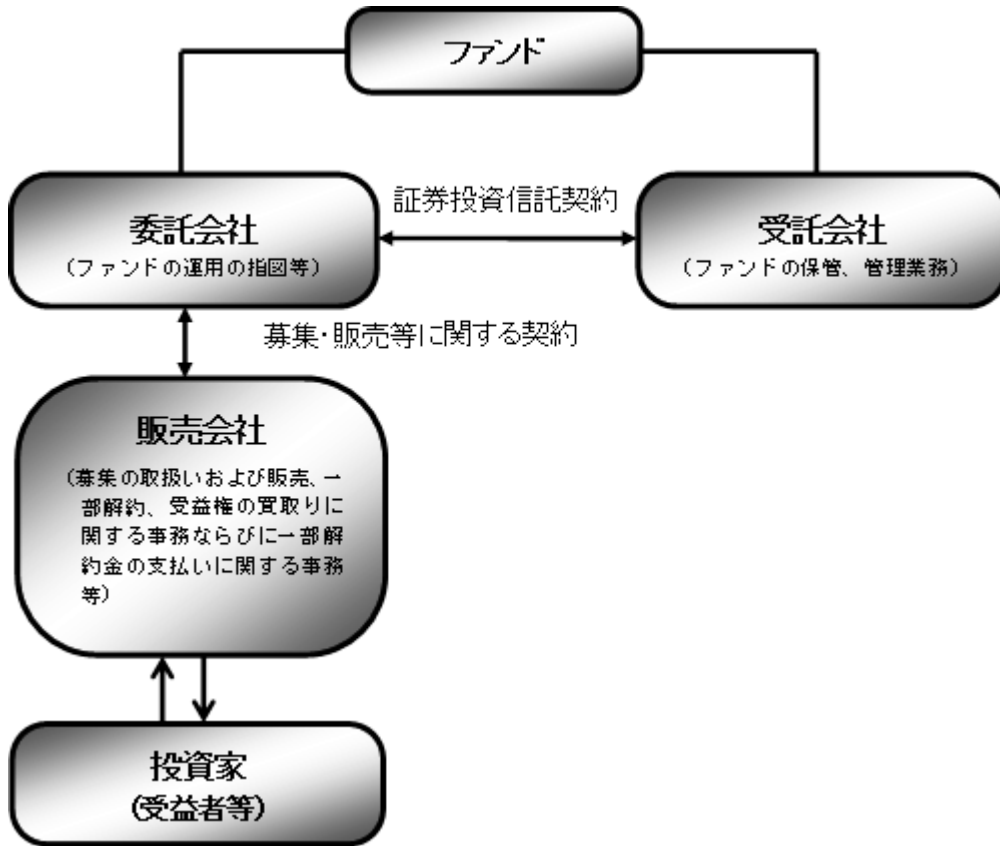 ファンド
証券投資信託契約
委託会社
(ファンドの運用の指図等)
受託会社
(ファンドの保管、管理業務)
募集・販売等に関する契約
販売会社
(募集の取扱いおよび販売、一
部解約、受益権の買取りに
関する事務ならびに一部解
約金の支払いに関する事務
等)
投資家
(受益者等)